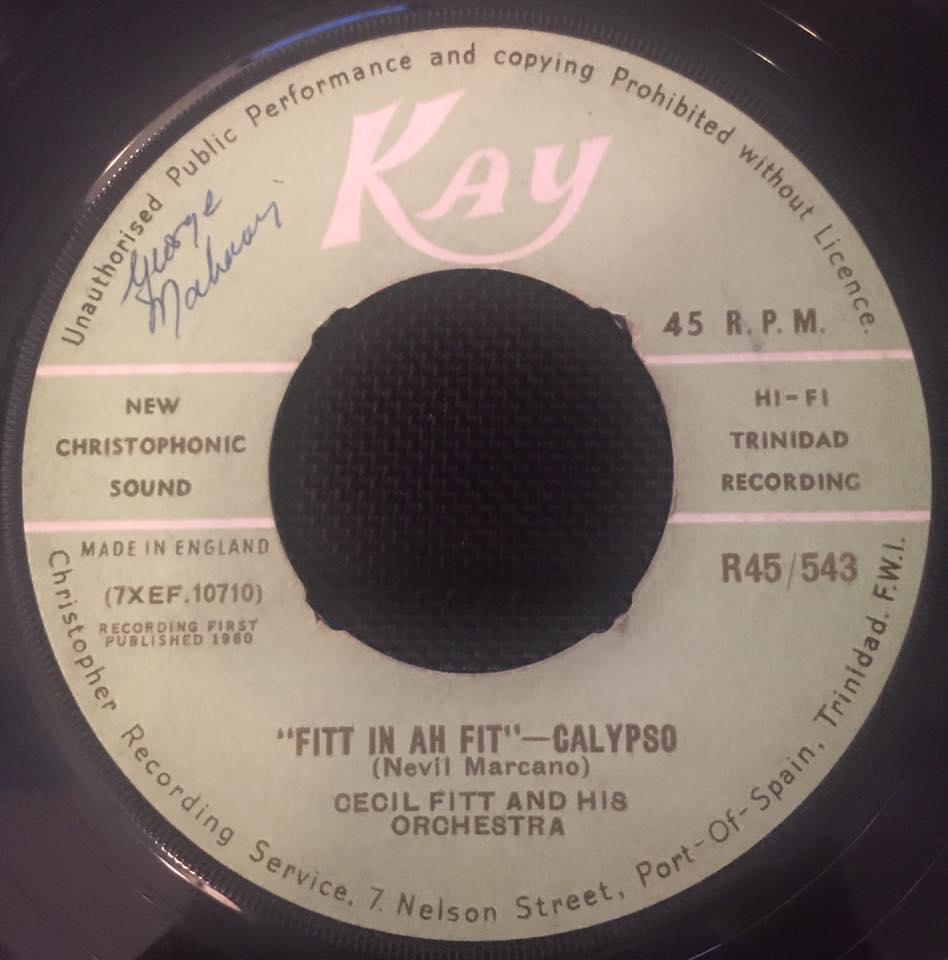 Unauthorised Public Performance and copying Prohibited without Licence.
KAY
George
45 R.P.M.
NEW
CHRISTOPHONIC
SOUND
HI-FI
TRINIDAD
RECORDING
MADE IN ENGLAND
(7XEF.10710)
RECORDING FIRST
PUBLISHED 1960
R45/543
"FITT IN AH FIT"—CALYPSO
(Nevil Marcano)
CECIL FITT AND HIS
ORCHESTRA
Christopher Recording Service, 7. Nelson Street, Port-Of-Spain, Trinidad. F.W.I.